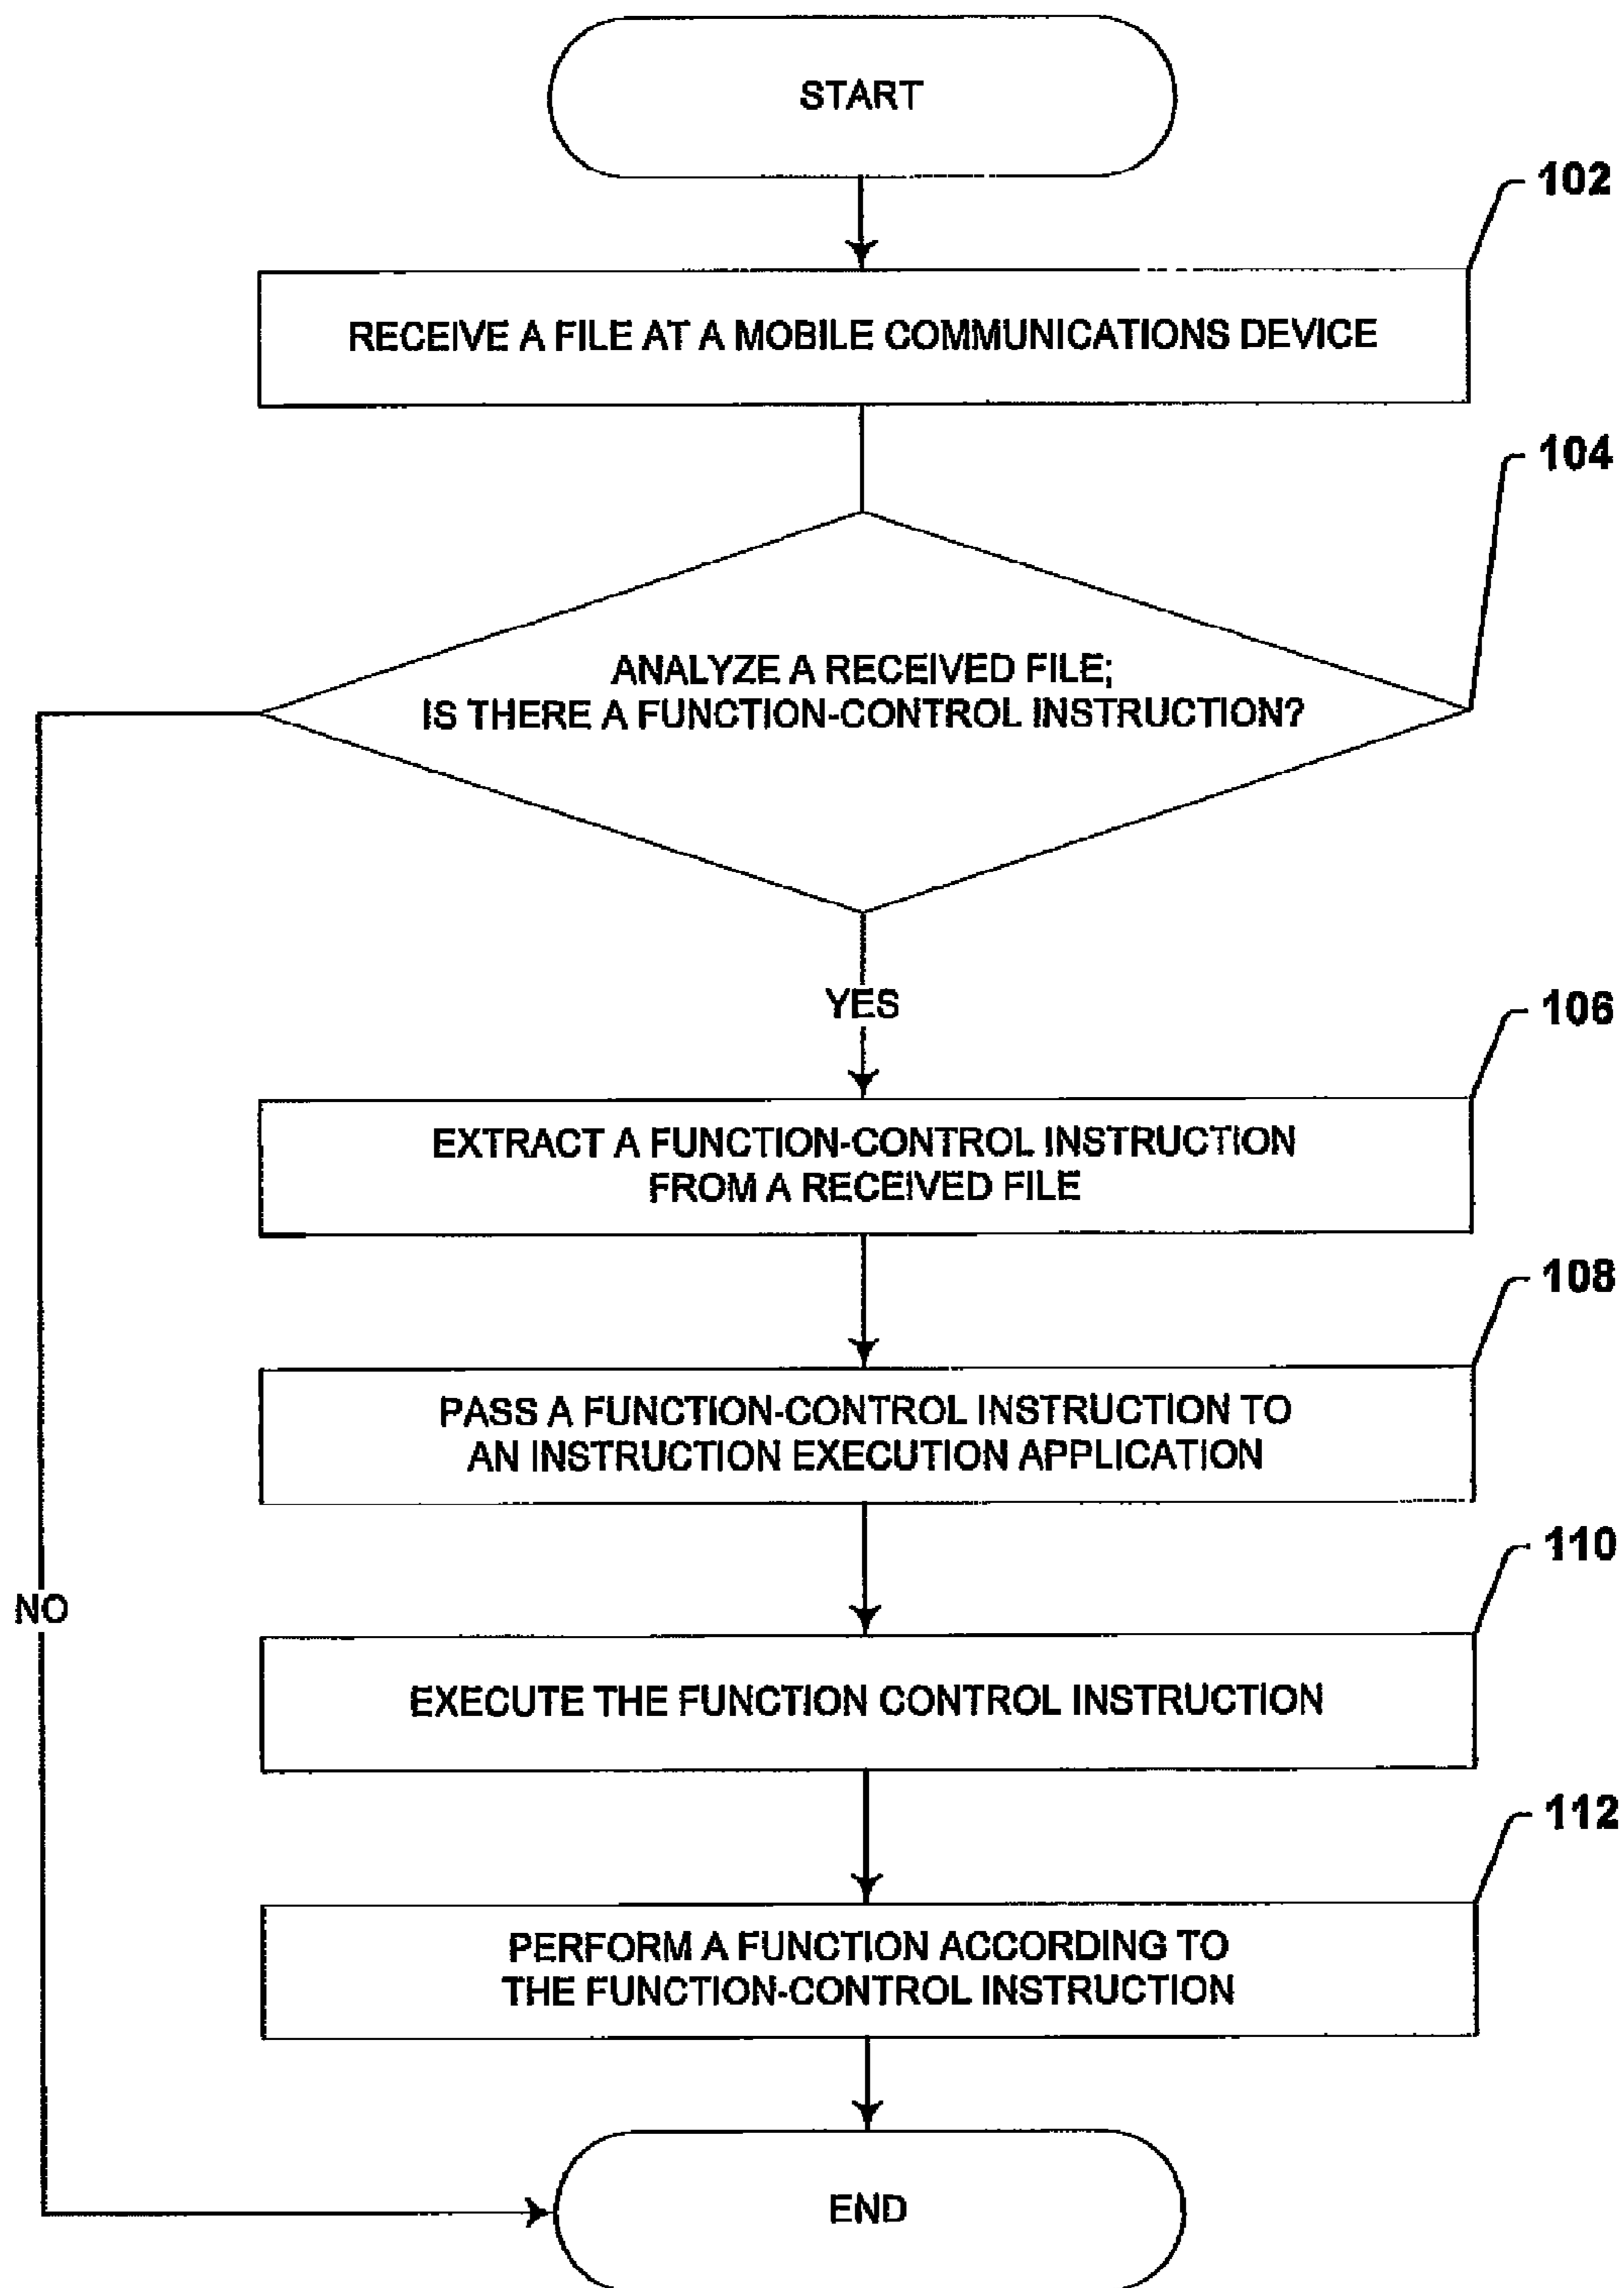 START
102
RECEIVE A FILE AT A MOBILE COMMUNICATIONS DEVICE
104
ANALYZE A RECEIVED FILE;
IS THERE A FUNCTION-CONTROL INSTRUCTION?
YES
106
EXTRACT A FUNCTION-CONTROL INSTRUCTION
FROM A RECEIVED FILE
108
PASS A FUNCTION-CONTROL INSTRUCTION TO
AN INSTRUCTION EXECUTION APPLICATION
110
NO
EXECUTE THE FUNCTION CONTROL INSTRUCTION
112
PERFORM A FUNCTION ACCORDING TO
THE FUNCTION-CONTROL INSTRUCTION
END